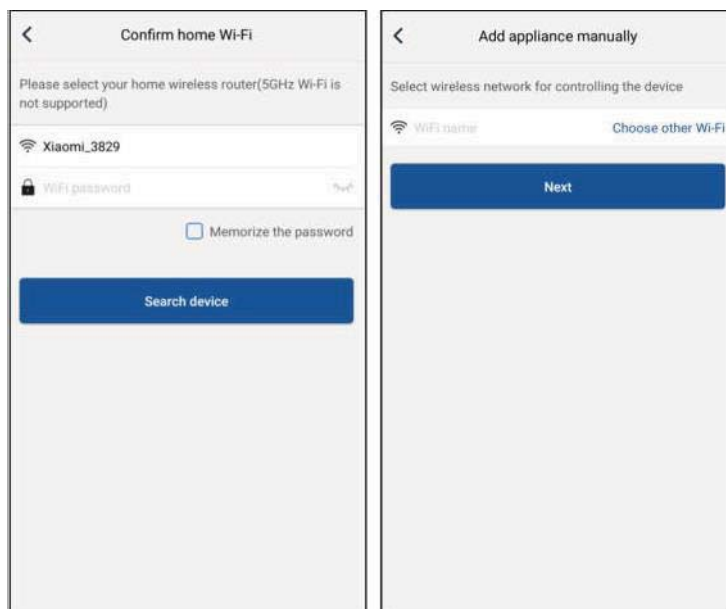 Confirm home Wi-Fi
Please select your home wireless router(5GHz Wi-Fi is
not supported)
Xiaomi_3829
WiFi password
Memorize the password
Search device
Add appliance manually
Select wireless network for controlling the device
WiFi name
Choose other Wi-Fi
Next